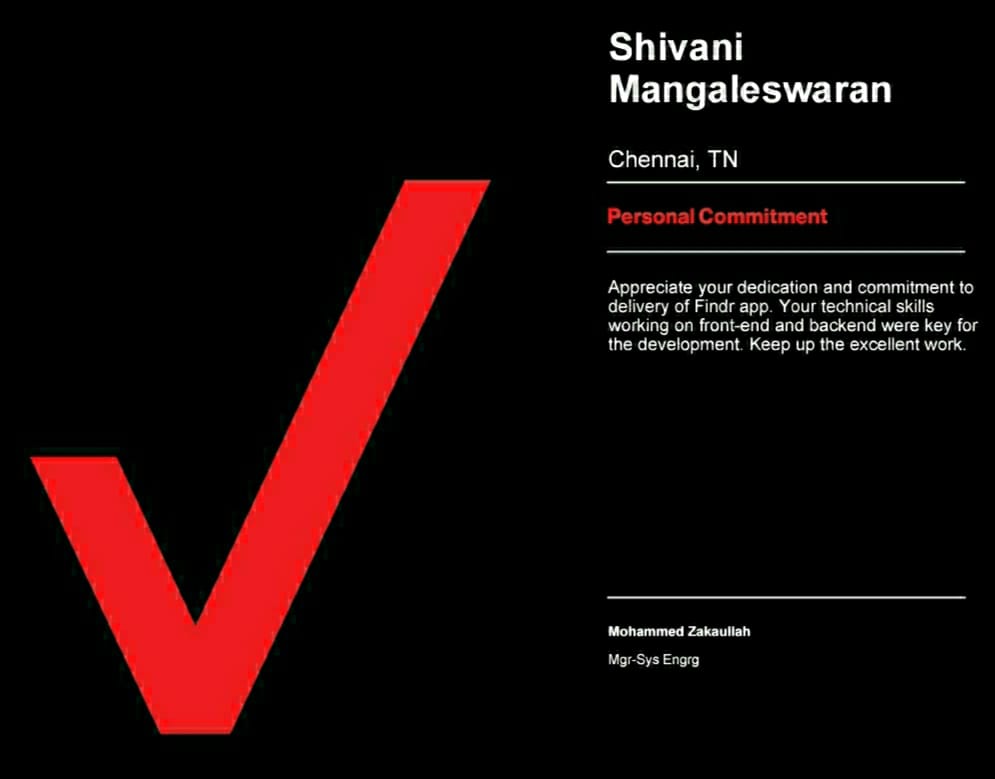 Shivani
Mangaleswaran
Chennai, TN
Personal Commitment
Appreciate your dedication and commitment to
delivery of Findr app. Your technical skills
working on front-end and backend were key for
the development. Keep up the excellent work.
Mohammed Zakaullah
Mgr-Sys Engrg